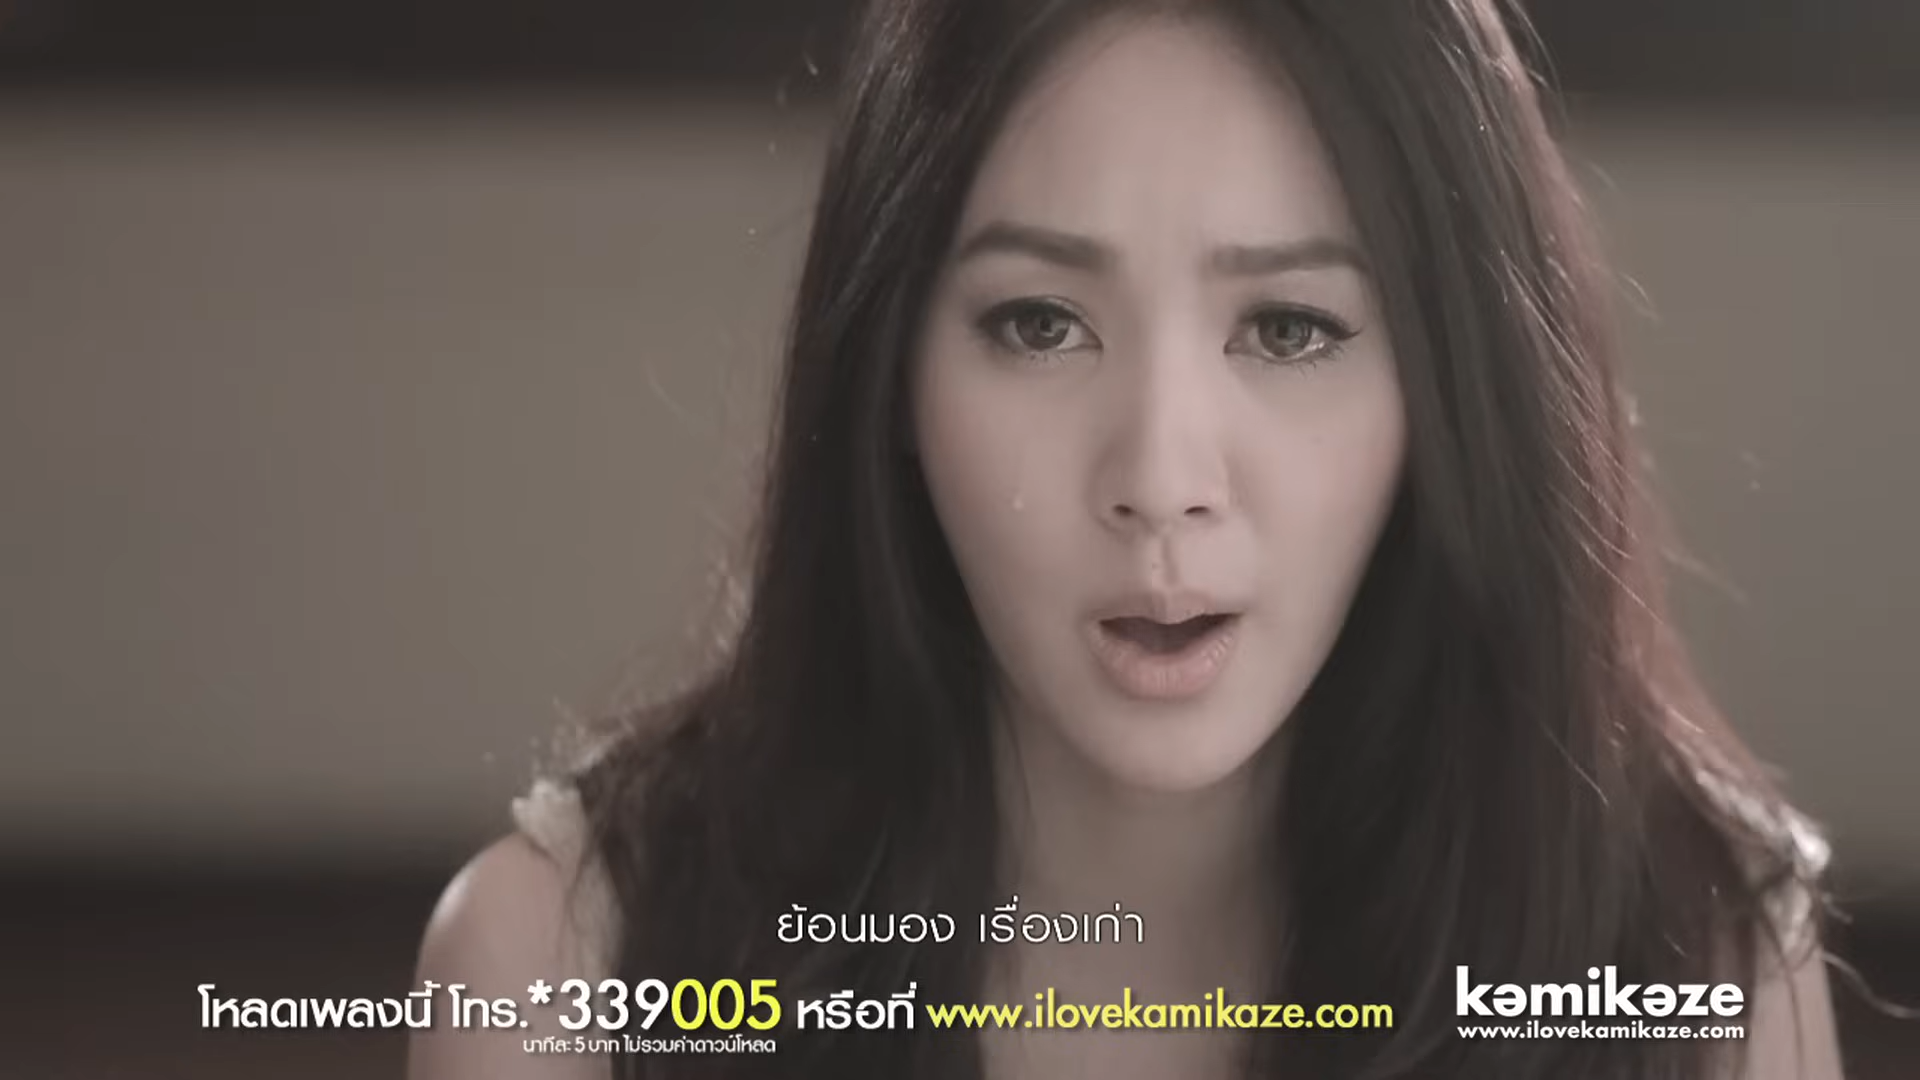 ย้อนมอง เรื่องเก่า
โหลดเพลงนี้ โทร.*339005 หรือที่ www.ilovekamikaze.com
นาทีละ 5 บาท ไม่รวมค่าดาวน์โหลด
kamikaze
www.ilovekamikaze.com